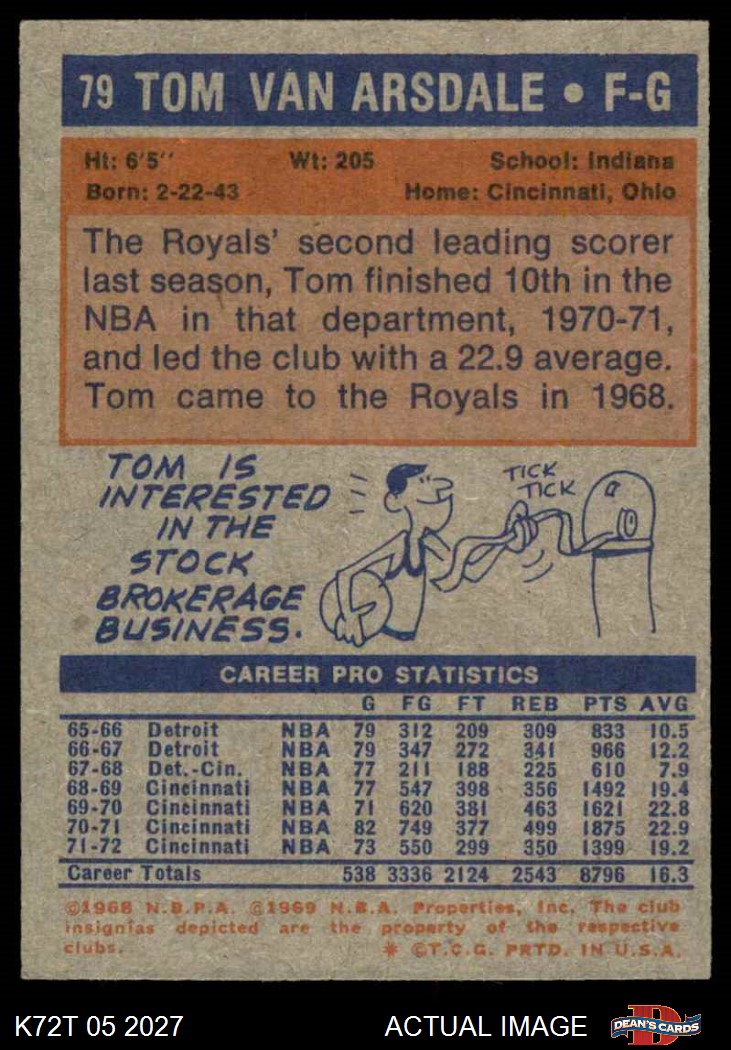 79 TOM VAN ARSDALE • F-G
Ht: 6'5'' Wt: 205 School: Indiana
Born: 2-22-43 Home: Cincinnati, Ohio
The Royals' second leading scorer
last season, Tom finished 10th in the
NBA in that department, 1970-71,
and led the club with a 22.9 average.
Tom came to the Royals in 1968.
TOM IS
INTERESTED
IN THE
STOCK
BROKERAGE
BUSINESS.
TICK
TICK
CAREER PRO STATISTICS
G FG FT REB PTS AVG
65-66 Detroit NBA 79 312 209 309 833 10.5
66-67 Detroit NBA 79 347 272 341 966 12.2
67-68 Det.-Cin. NBA 77 211 188 225 610 7.9
68-69 Cincinnati NBA 77 547 398 356 1492 19.4
69-70 Cincinnati NBA 71 620 381 463 1621 22.8
70-71 Cincinnati NBA 82 749 377 499 1875 22.9
71-72 Cincinnati NBA 73 550 299 350 1399 19.2
Career Totals 538 3336 2124 2543 8796 16.3
©1968 N.B.P.A. ©1969 N.B.A. Properties, Inc. The club
insignias depicted are the property of the respective
clubs. * ©T.C.G. PRTD. IN U.S.A.
K72T 05 2027 ACTUAL IMAGE D DEAN'S CARDS